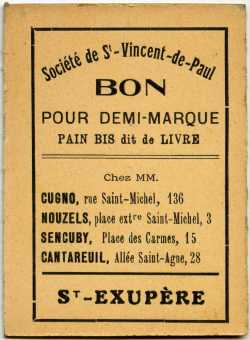 Société de St-Vincent-de-Paul
BON
POUR DEMI-MARQUE
PAIN BIS dit de LIVRE
Chez MM.
CUGNO, rue Saint-Michel, 136
NOUZELS, place extre Saint-Michel, 3
SENCUBY, Place des Carmes, 15
CANTAREUIL, Allée Saint-Agne, 28
ST-EXUPÈRE